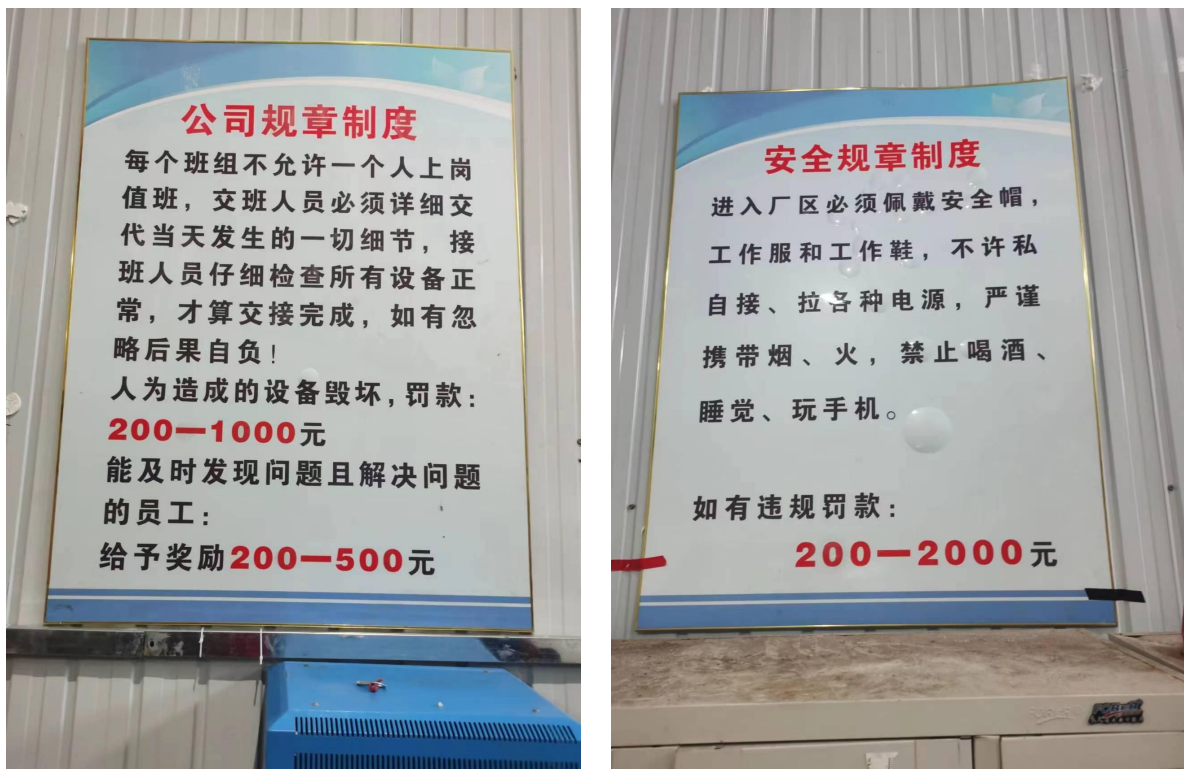 公司规章制度
每个班组不允许一个人上岗
值班，交班人员必须详细交
代当天发生的一切细节，接
班人员仔细检查所有设备正
常，才算交接完成，如有忽
略后果自负！
人为造成的设备毁坏，罚款：
200—1000元
能及时发现问题且解决问题
的员工：
给予奖励200—500元
安全规章制度
进入厂区必须佩戴安全帽，
工作服和工作鞋，不许私
自接、拉各种电源，严谨
携带烟、火，禁止喝酒、
睡觉、玩手机。
如有违规罚款：
200—2000元